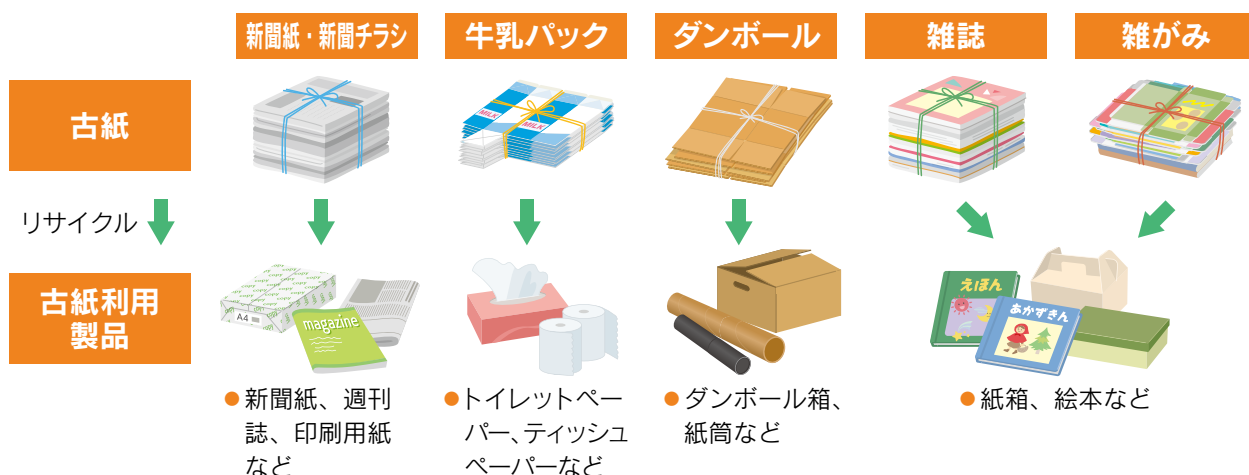 新聞紙・新聞チラシ
牛乳パック
ダンボール
雑誌
雑がみ
古紙
MILK
MILK
リサイクル
古紙利用
製品
copy
A4
magazine
えほん
あかずきん
●新聞紙、週刊
誌、印刷用紙
など
●トイレットペー
パー、ティッシュ
ペーパーなど
●ダンボール箱、
紙筒など
●紙箱、絵本など